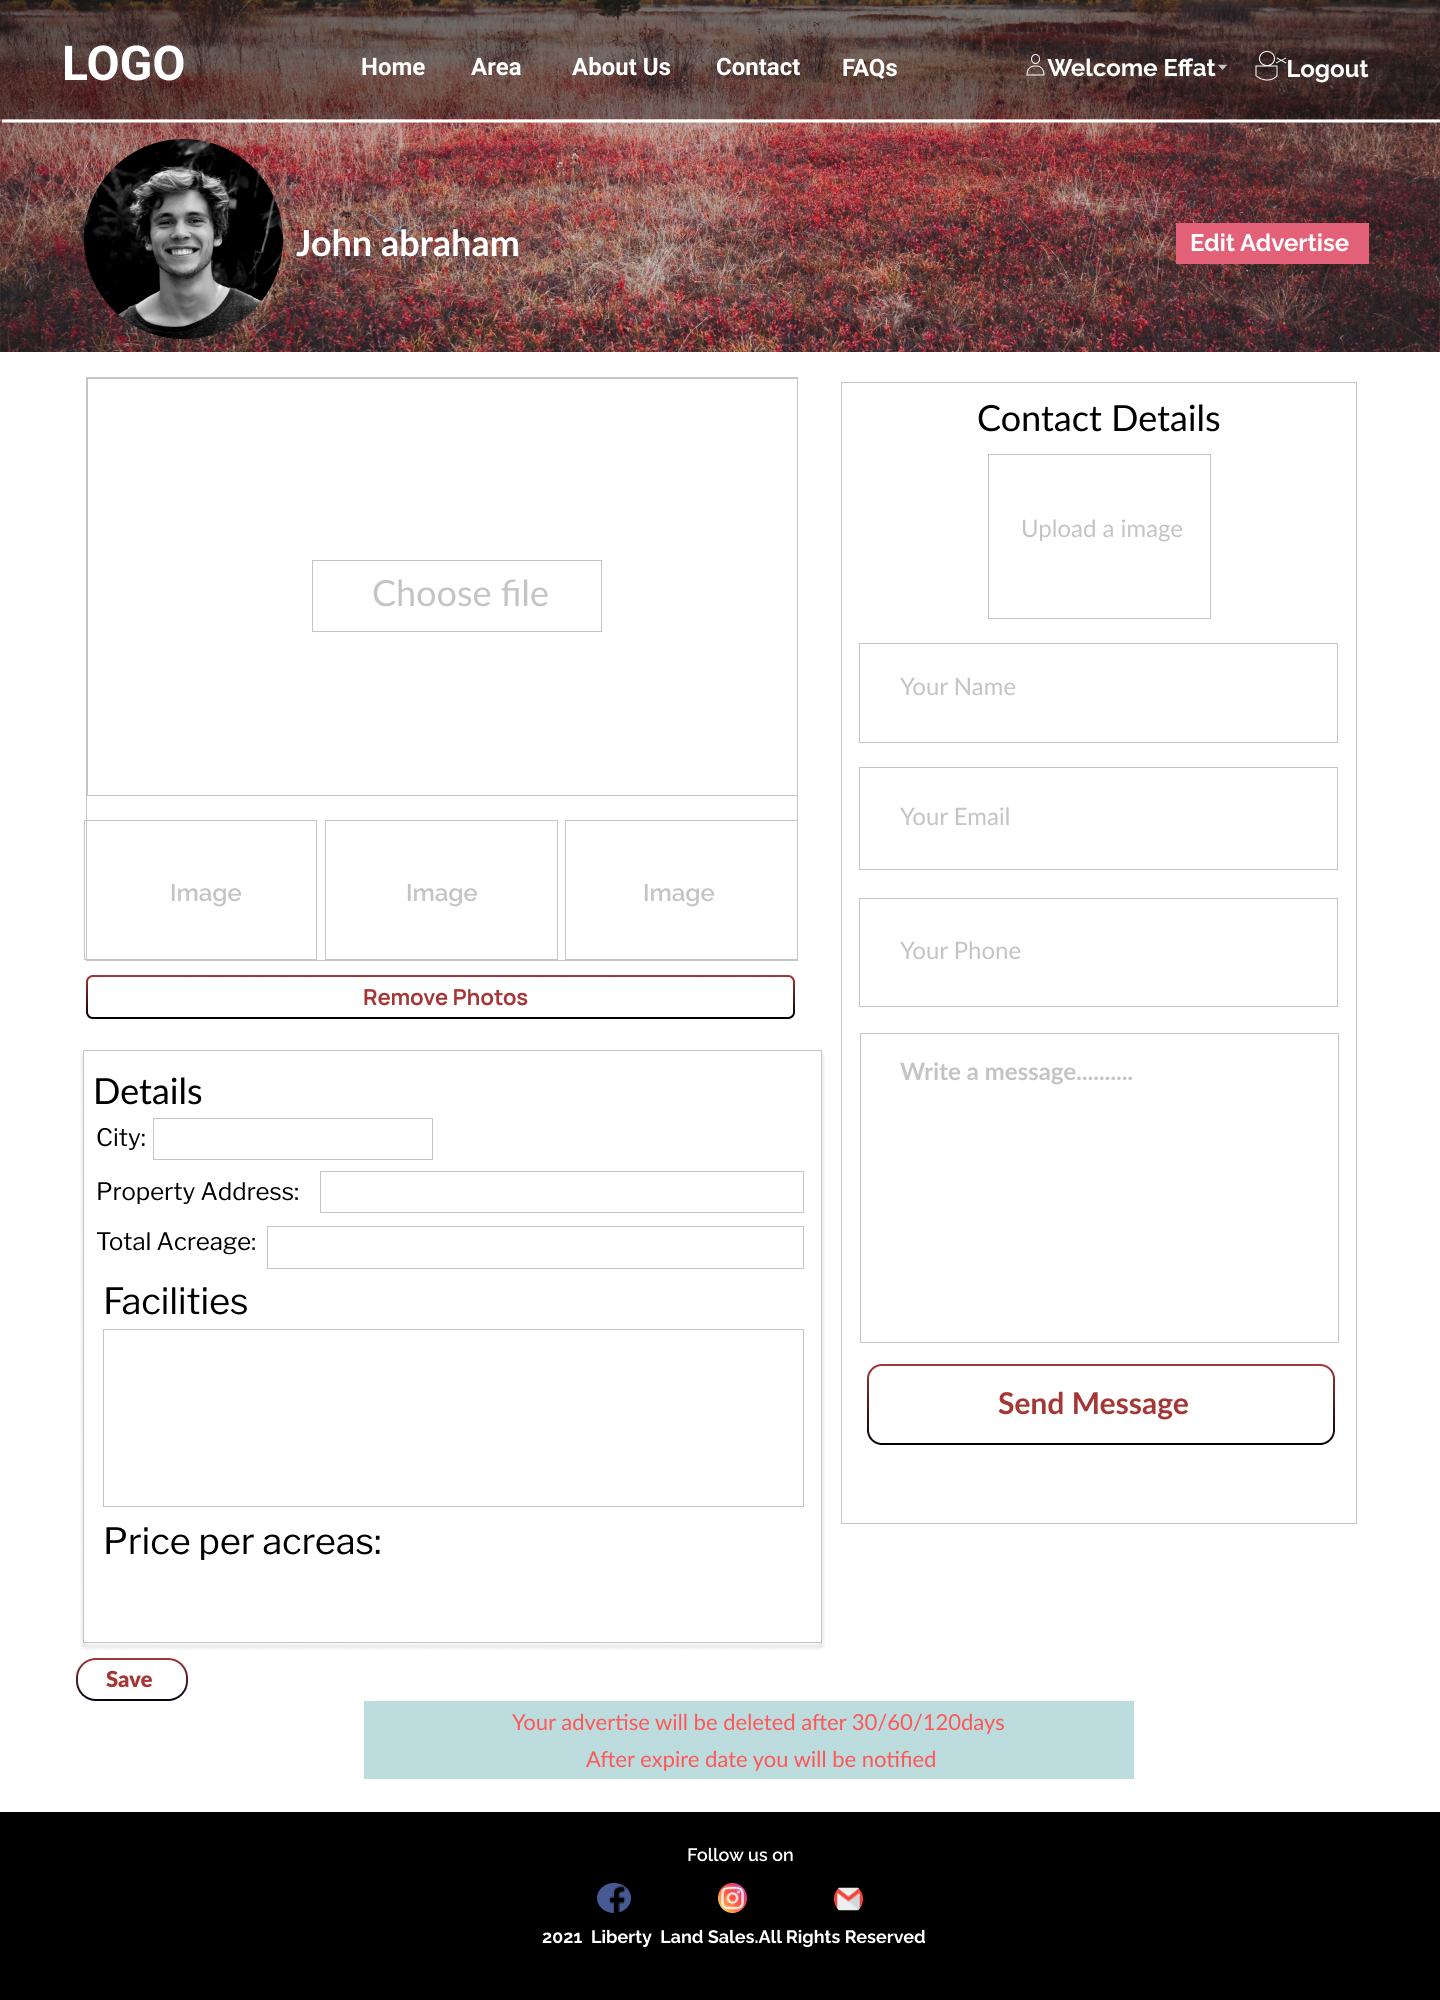 LOGO
Home
Area
About Us
Contact
FAQs
Welcome Effat
Logout
John abraham
Edit Advertise
Choose file
Image
Image
Image
Remove Photos
Details
City:
Property Address:
Total Acreage:
Facilities
Price per acreas:
Save
Contact Details
Upload a image
Your Name
Your Email
Your Phone
Write a message..........
Send Message
Your advertise will be deleted after 30/60/120days
After expire date you will be notified
Follow us on
2021 Liberty Land Sales.All Rights Reserved